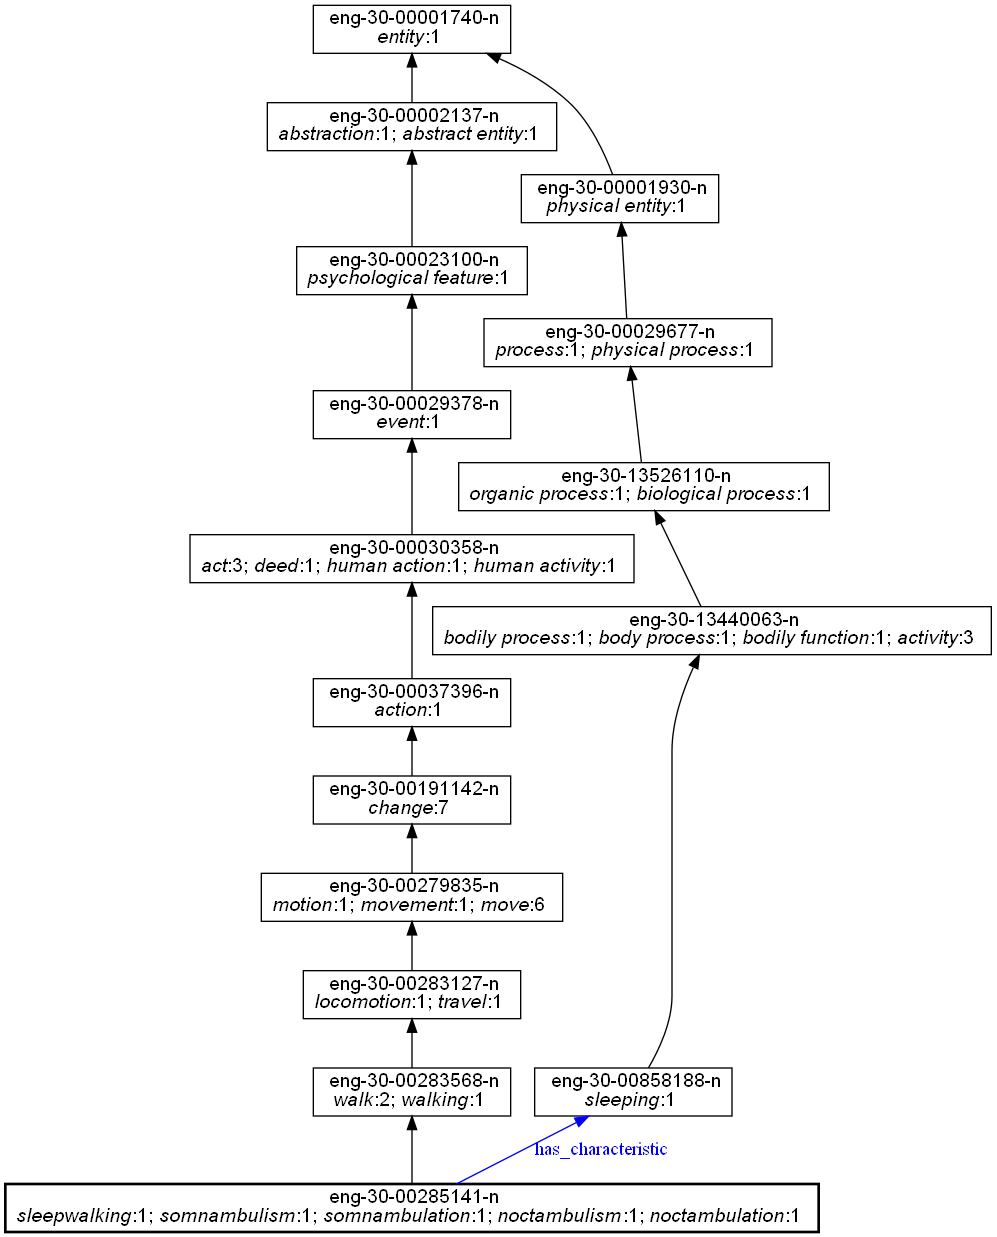 eng-30-00001740-n
entity:1
eng-30-00002137-n
abstraction:1; abstract entity:1
eng-30-00001930-n
physical entity:1
eng-30-00023100-n
psychological feature:1
eng-30-00029677-n
process:1; physical process:1
eng-30-00029378-n
event:1
eng-30-13526110-n
organic process:1; biological process:1
eng-30-00030358-n
act:3; deed:1; human action:1; human activity:1
eng-30-13440063-n
bodily process:1; body process:1; bodily function:1; activity:3
eng-30-00037396-n
action:1
eng-30-00191142-n
change:7
eng-30-00279835-n
motion:1; movement:1; move:6
eng-30-00283127-n
locomotion:1; travel:1
eng-30-00283568-n
walk:2; walking:1
eng-30-00858188-n
sleeping:1
has_characteristic
eng-30-00285141-n
sleepwalking:1; somnambulism:1; somnambulation:1; noctambulism:1; noctambulation:1